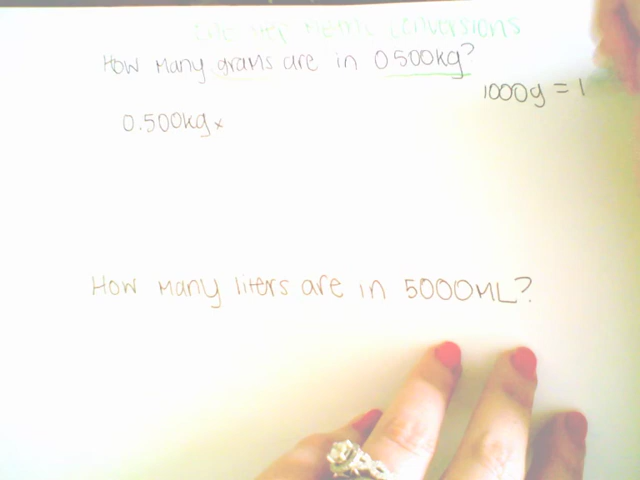 one step metric conversions
How many grams are in 0.500kg?
1000g = 1
0.500kg x
How many liters are in 5000ML?